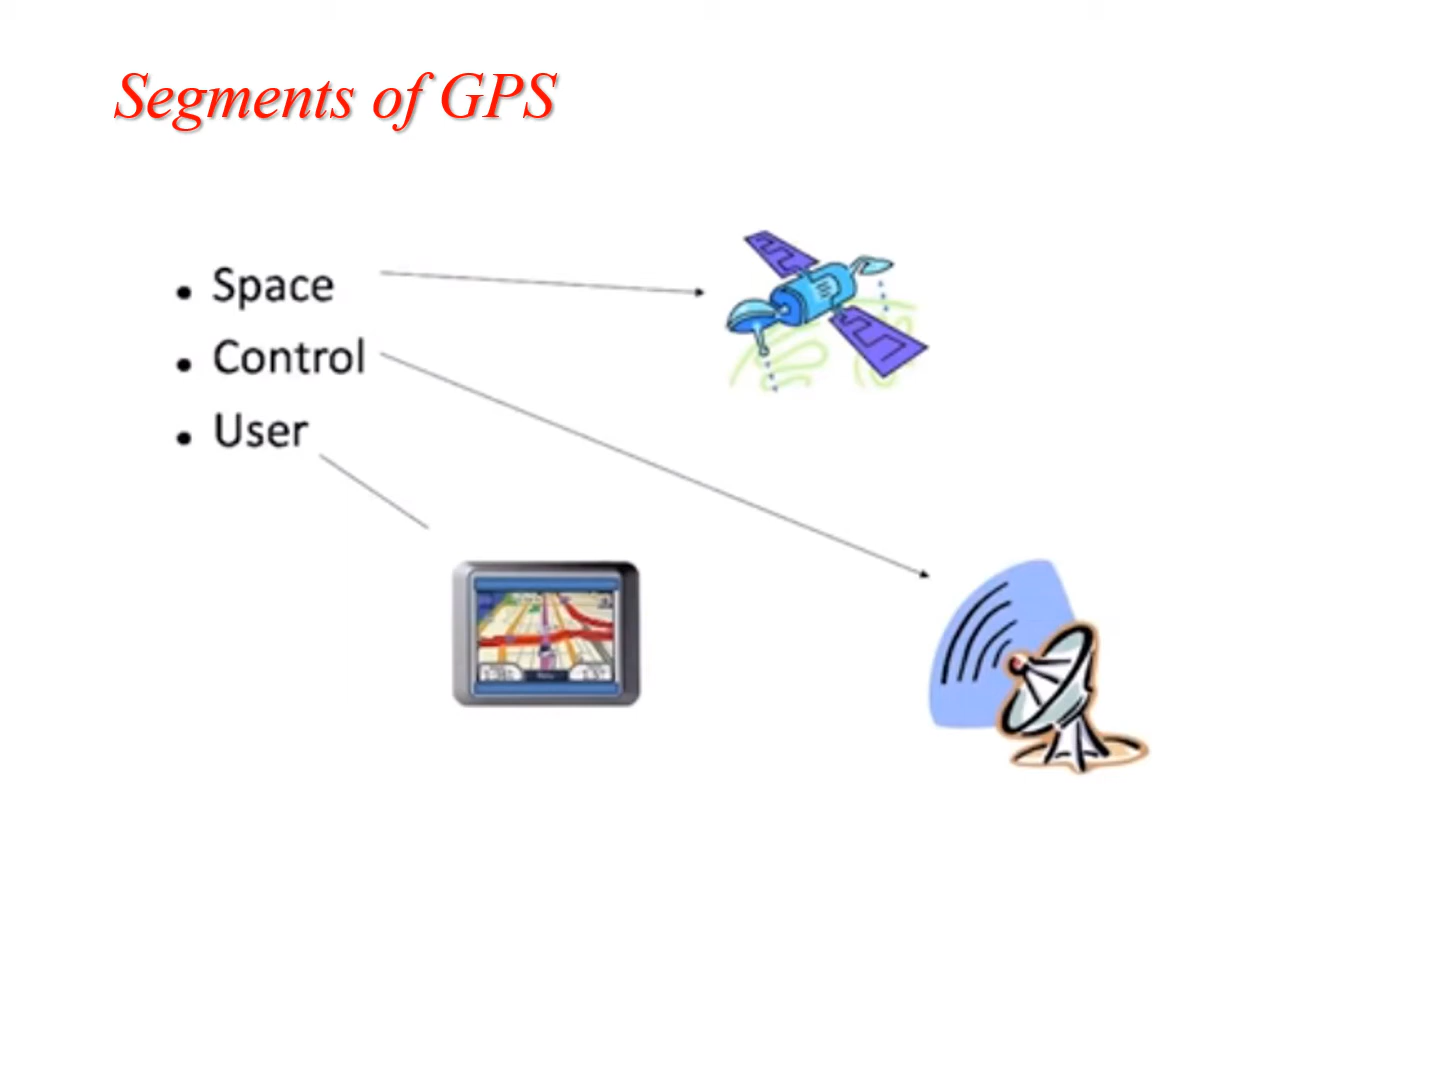 Segments of GPS
• Space
• Control
• User